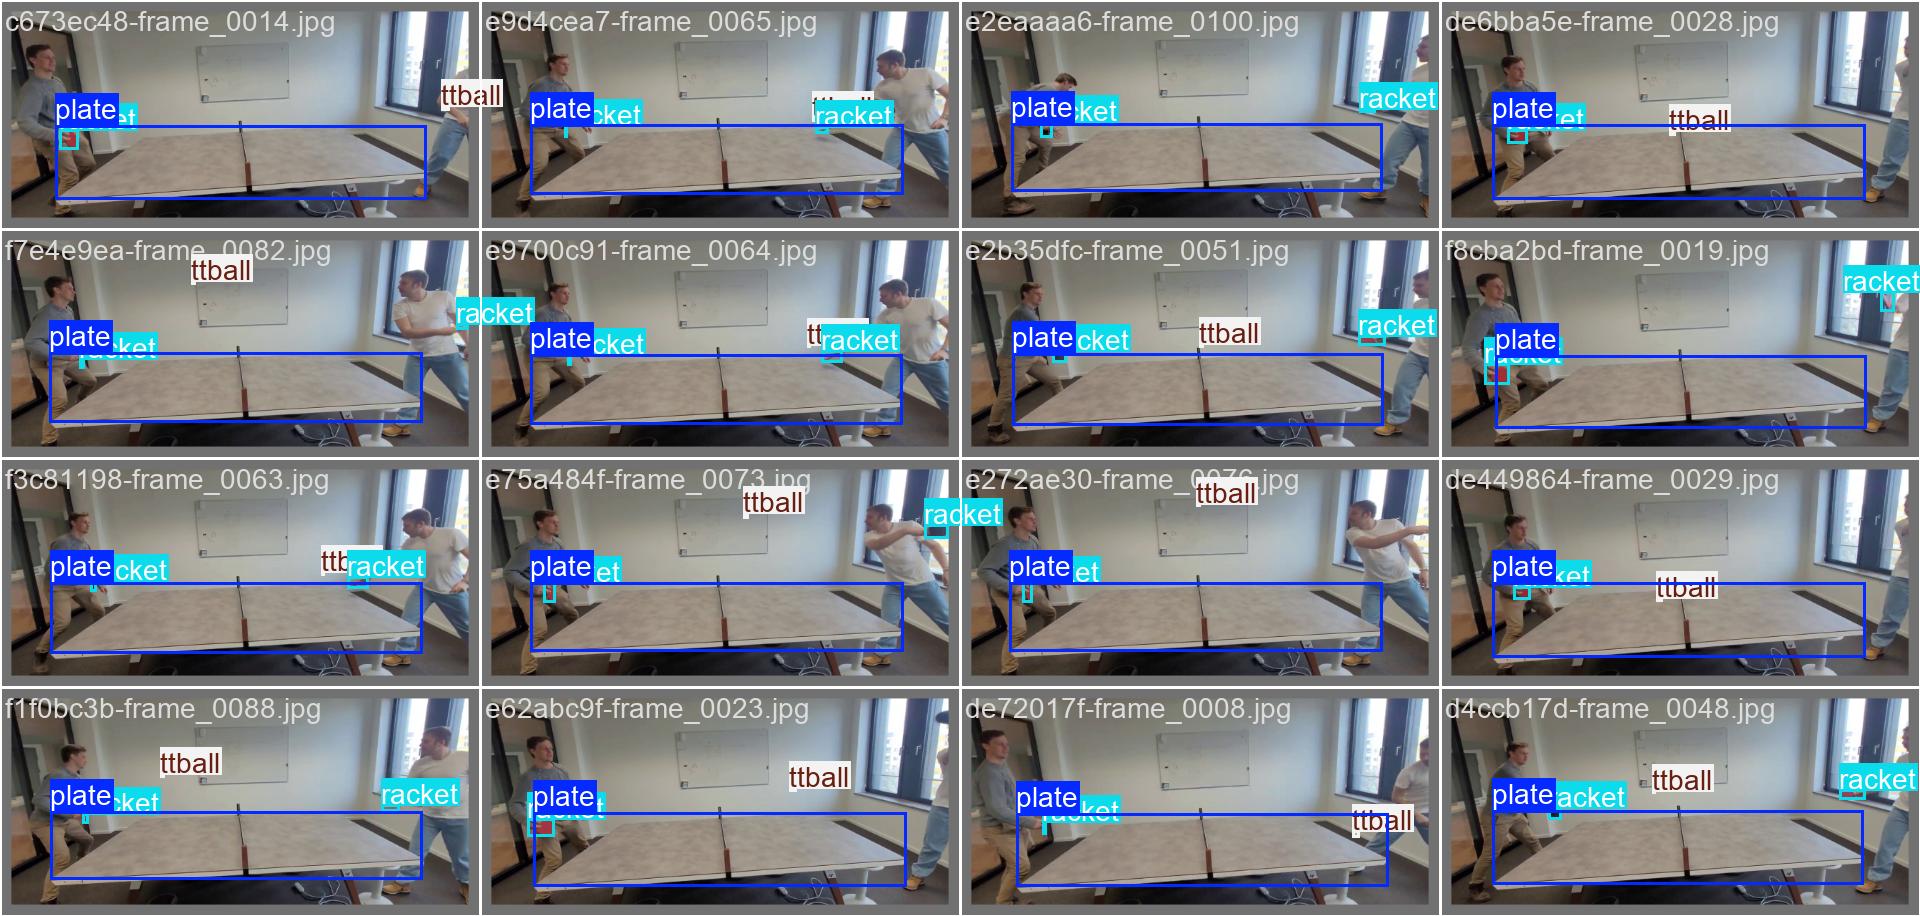 c673ec48-frame_0014.jpg
ttball
plate
e9d4cea7-frame_0065.jpg
plate
racket
e2eaaaa6-frame_0100.jpg
racket
plate
de6bba5e-frame_0028.jpg
plate
ttball
f7e4e9ea-frame_0082.jpg
ttball
racket
plate
e9700c91-frame_0064.jpg
plate
racket
e2b35dfc-frame_0051.jpg
plate
ttball
racket
f8cba2bd-frame_0019.jpg
racket
plate
f3c81198-frame_0063.jpg
plate
racket
e75a484f-frame_0073.jpg
ttball
racket
plate
e272ae30-frame_0076.jpg
ttball
plate
de449864-frame_0029.jpg
plate
ttball
f1f0bc3b-frame_0088.jpg
ttball
plate
racket
e62abc9f-frame_0023.jpg
ttball
plate
de72017f-frame_0008.jpg
plate
ttball
d4ccb17d-frame_0048.jpg
ttball
racket
plate